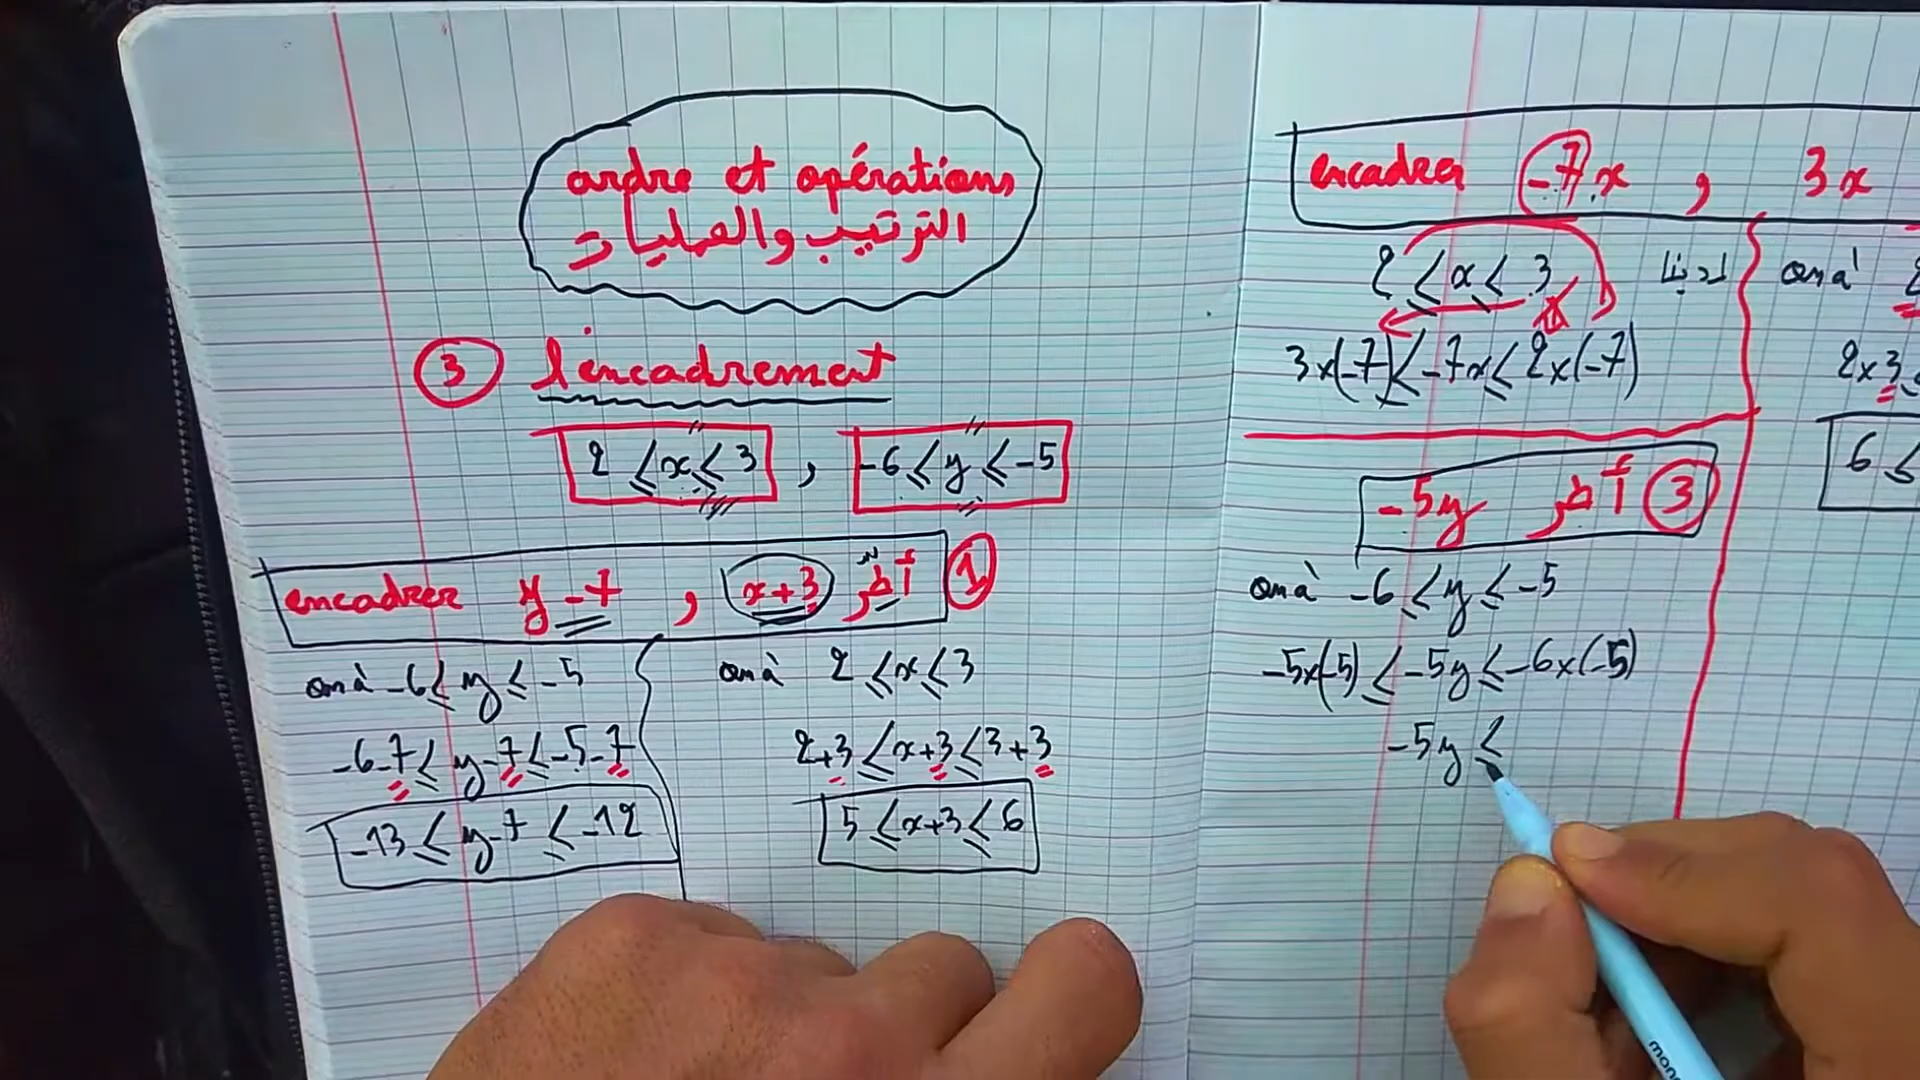 ordre et opérations
الترتيب والعمليات
③ l'encadrement
2 ≤ x ≤ 3 , -6 ≤ y ≤ -5
encadrer y-7 , x+3 أطر ①
on à -6 ≤ y ≤ -5
-6-7 ≤ y-7 ≤ -5-7
-13 ≤ y-7 ≤ -12
on à 2 ≤ x ≤ 3
2+3 ≤ x+3 ≤ 3+3
5 ≤ x+3 ≤ 6
encadrer -7x , 3x
2 ≤ x ≤ 3 لدينا
3x(-7) ≤ -7x ≤ 2x(-7)
-5y أطر ③
on à -6 ≤ y ≤ -5
-5x(-5) ≤ -5y ≤ -6x(-5)
-5y ≤
on à 2
2x3 ≤
6 ≤